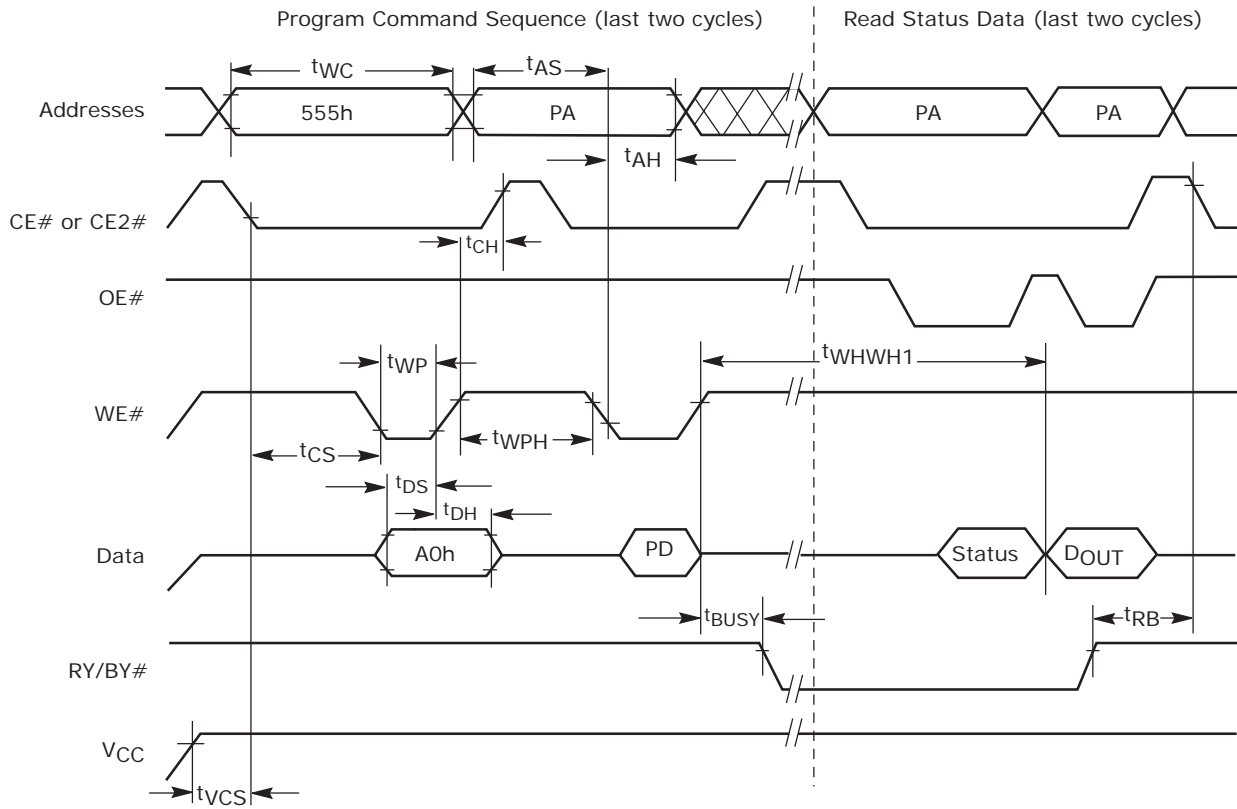 Program Command Sequence (last two cycles)
Read Status Data (last two cycles)
tWC
tAS
Addresses
555h
PA
PA
PA
tAH
CE# or CE2#
tCH
OE#
tWHWH1
tWP
WE#
tWPH
tCS
tDS
tDH
Data
A0h
PD
Status
DOUT
tBUSY
tRB
RY/BY#
VCC
tVCS